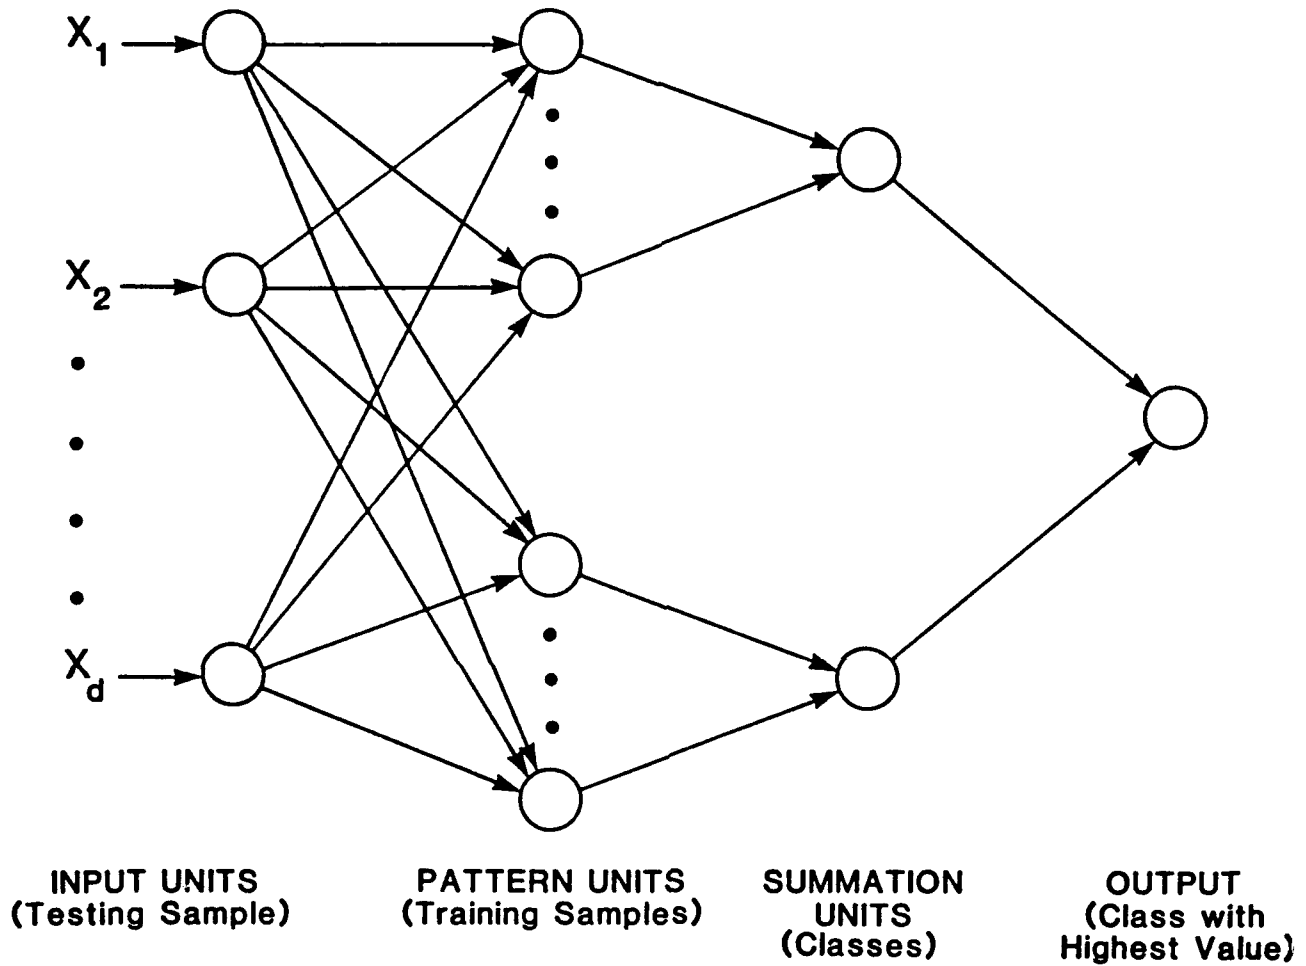 X1
X2
Xd
INPUT UNITS
(Testing Sample)
PATTERN UNITS
(Training Samples)
SUMMATION
UNITS
(Classes)
OUTPUT
(Class with
Highest Value)